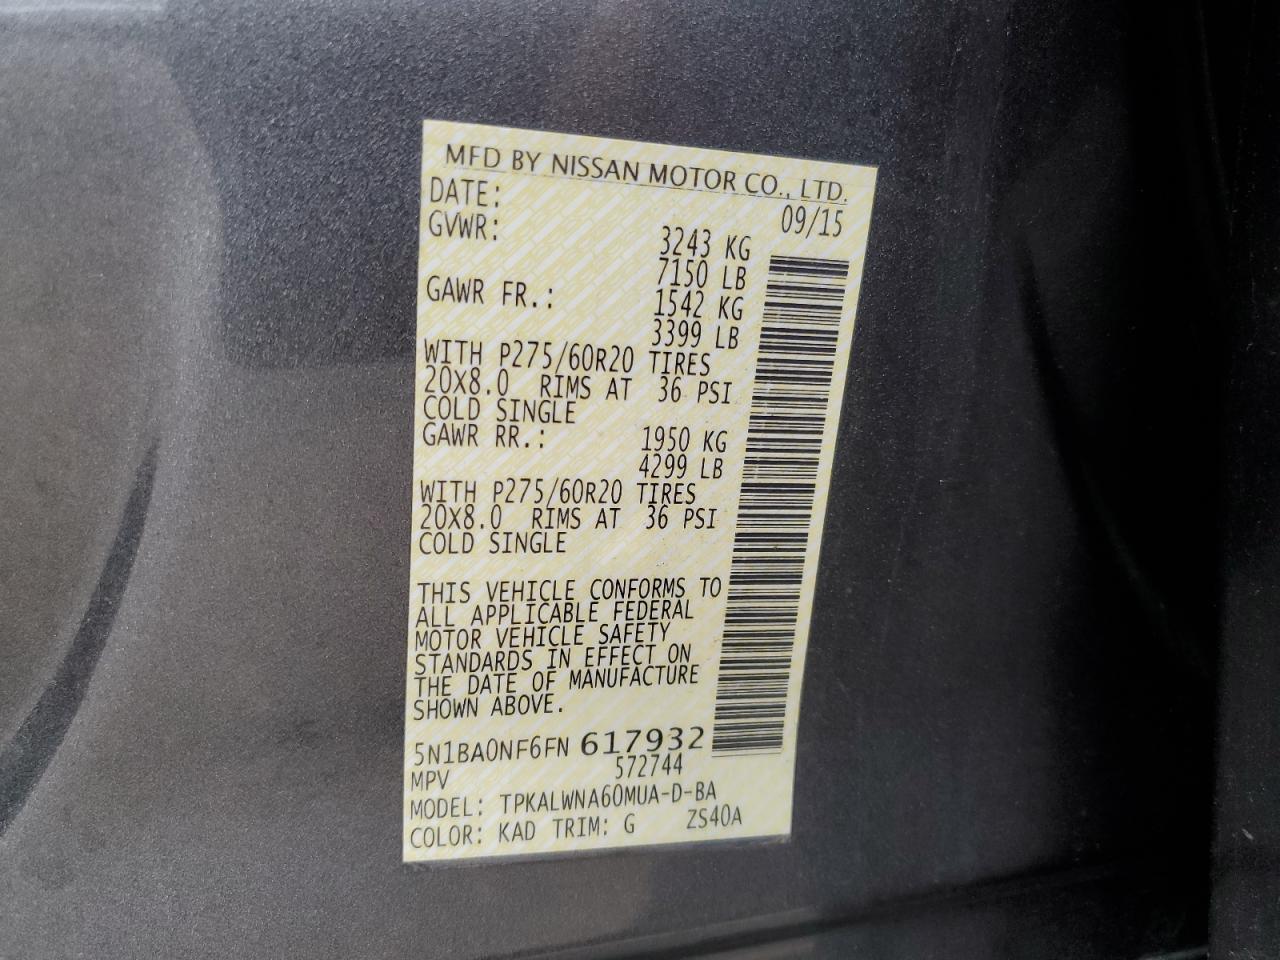 MFD BY NISSAN MOTOR CO., LTD.
DATE: 09/15
GVWR: 3243 KG
7150 LB
GAWR FR.: 1542 KG
3399 LB
WITH P275/60R20 TIRES
20X8.0 RIMS AT 36 PSI
COLD SINGLE
GAWR RR.: 1950 KG
4299 LB
WITH P275/60R20 TIRES
20X8.0 RIMS AT 36 PSI
COLD SINGLE
THIS VEHICLE CONFORMS TO
ALL APPLICABLE FEDERAL
MOTOR VEHICLE SAFETY
STANDARDS IN EFFECT ON
THE DATE OF MANUFACTURE
SHOWN ABOVE.
5N1BA0NF6FN 617932
MPV 572744
MODEL: TPKALWNA60MUA-D-BA
COLOR: KAD TRIM: G ZS40A